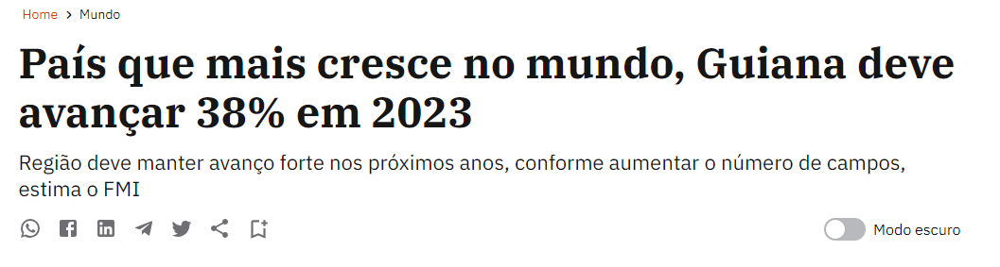 Home > Mundo
País que mais cresce no mundo, Guiana deve
avançar 38% em 2023
Região deve manter avanço forte nos próximos anos, conforme aumentar o número de campos,
estima o FMI
Modo escuro